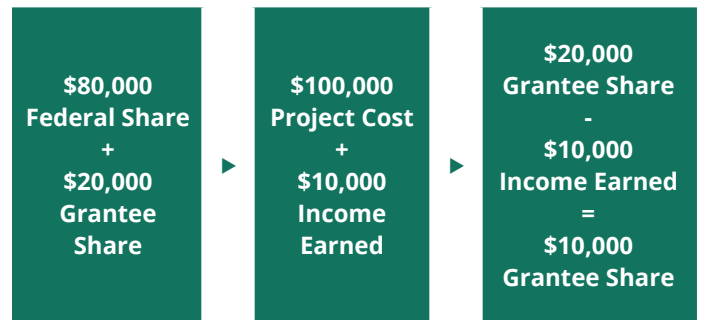 $80,000
Federal Share
+
$20,000
Grantee
Share
$100,000
Project Cost
+
$10,000
Income
Earned
$20,000
Grantee Share
-
$10,000
Income Earned
=
$10,000
Grantee Share